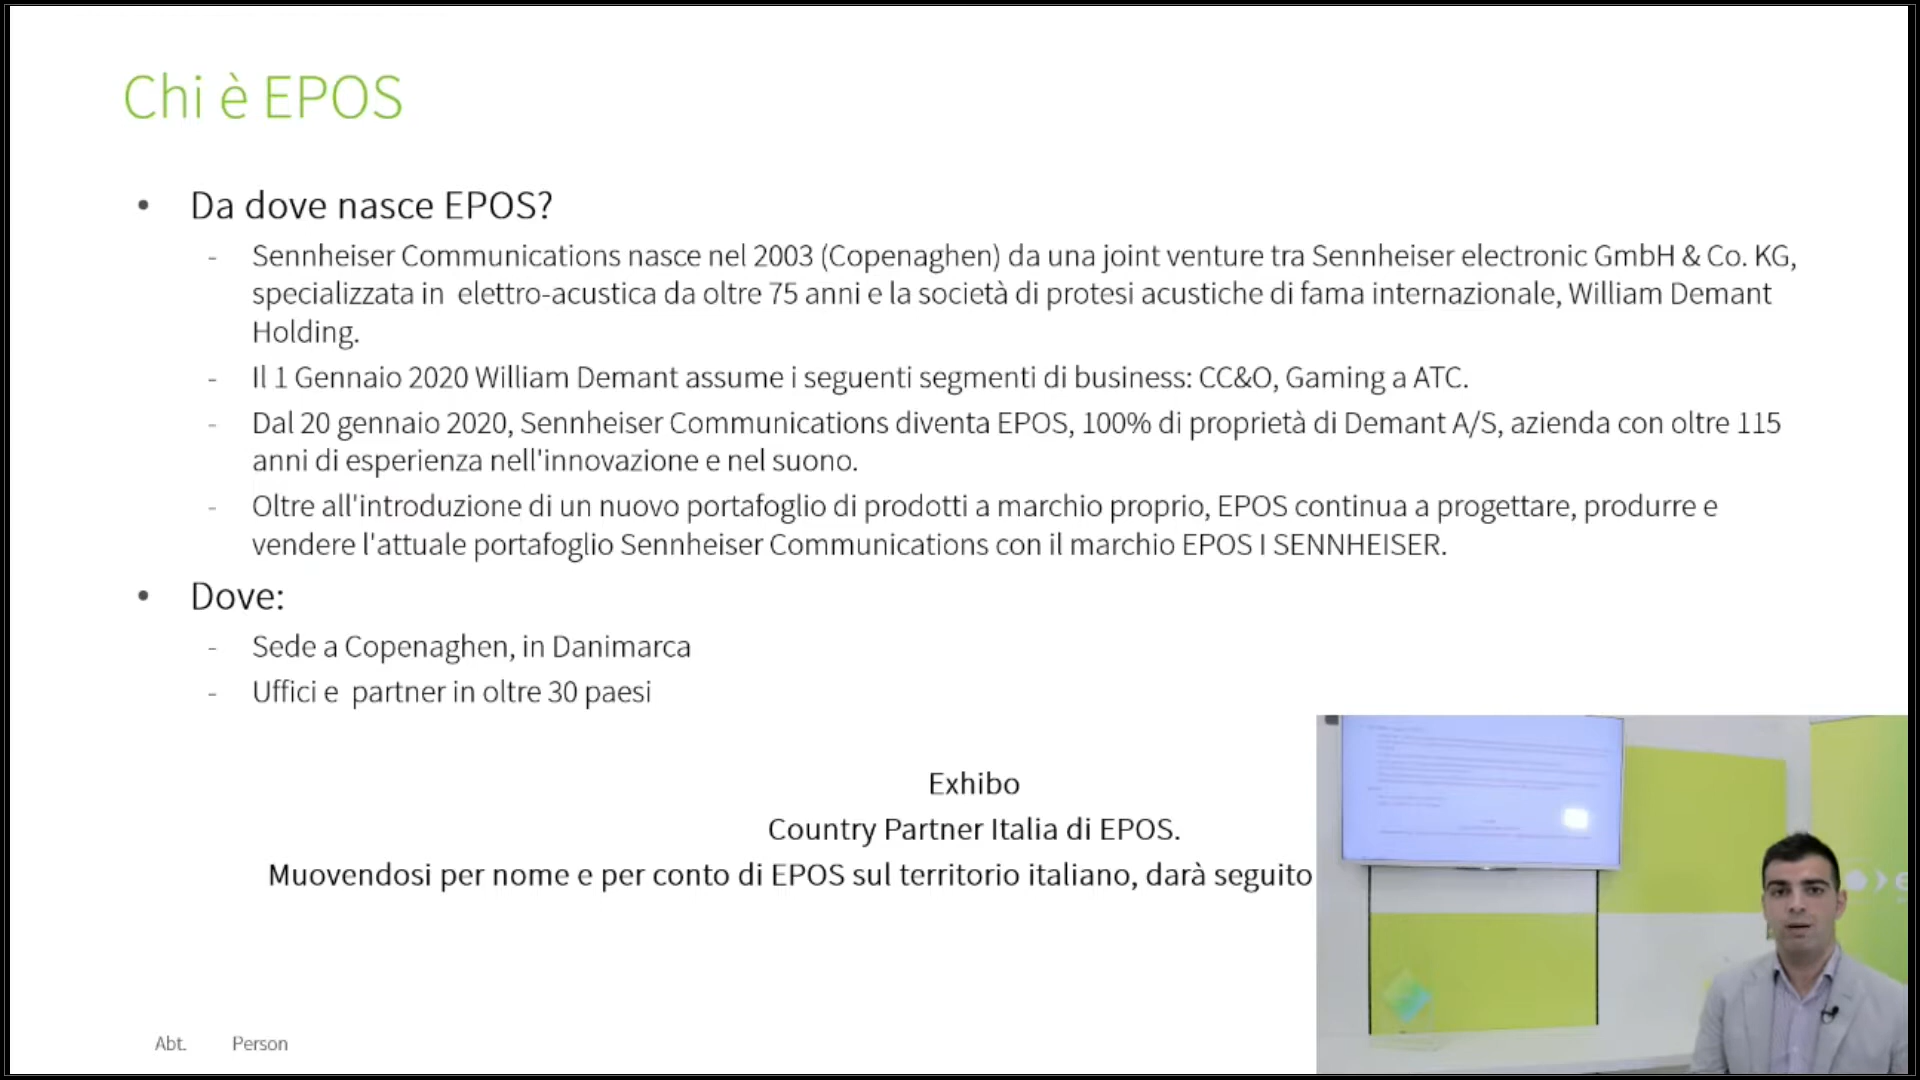 Chi è EPOS
• Da dove nasce EPOS?
- Sennheiser Communications nasce nel 2003 (Copenaghen) da una joint venture tra Sennheiser electronic GmbH & Co. KG,
specializzata in elettro-acustica da oltre 75 anni e la società di protesi acustiche di fama internazionale, William Demant
Holding.
- Il 1 Gennaio 2020 William Demant assume i seguenti segmenti di business: CC&O, Gaming a ATC.
- Dal 20 gennaio 2020, Sennheiser Communications diventa EPOS, 100% di proprietà di Demant A/S, azienda con oltre 115
anni di esperienza nell'innovazione e nel suono.
- Oltre all'introduzione di un nuovo portafoglio di prodotti a marchio proprio, EPOS continua a progettare, produrre e
vendere l'attuale portafoglio Sennheiser Communications con il marchio EPOS I SENNHEISER.
• Dove:
- Sede a Copenaghen, in Danimarca
- Uffici e partner in oltre 30 paesi
Exhibo
Country Partner Italia di EPOS.
Muovendosi per nome e per conto di EPOS sul territorio italiano, darà seguito
Abt. Person